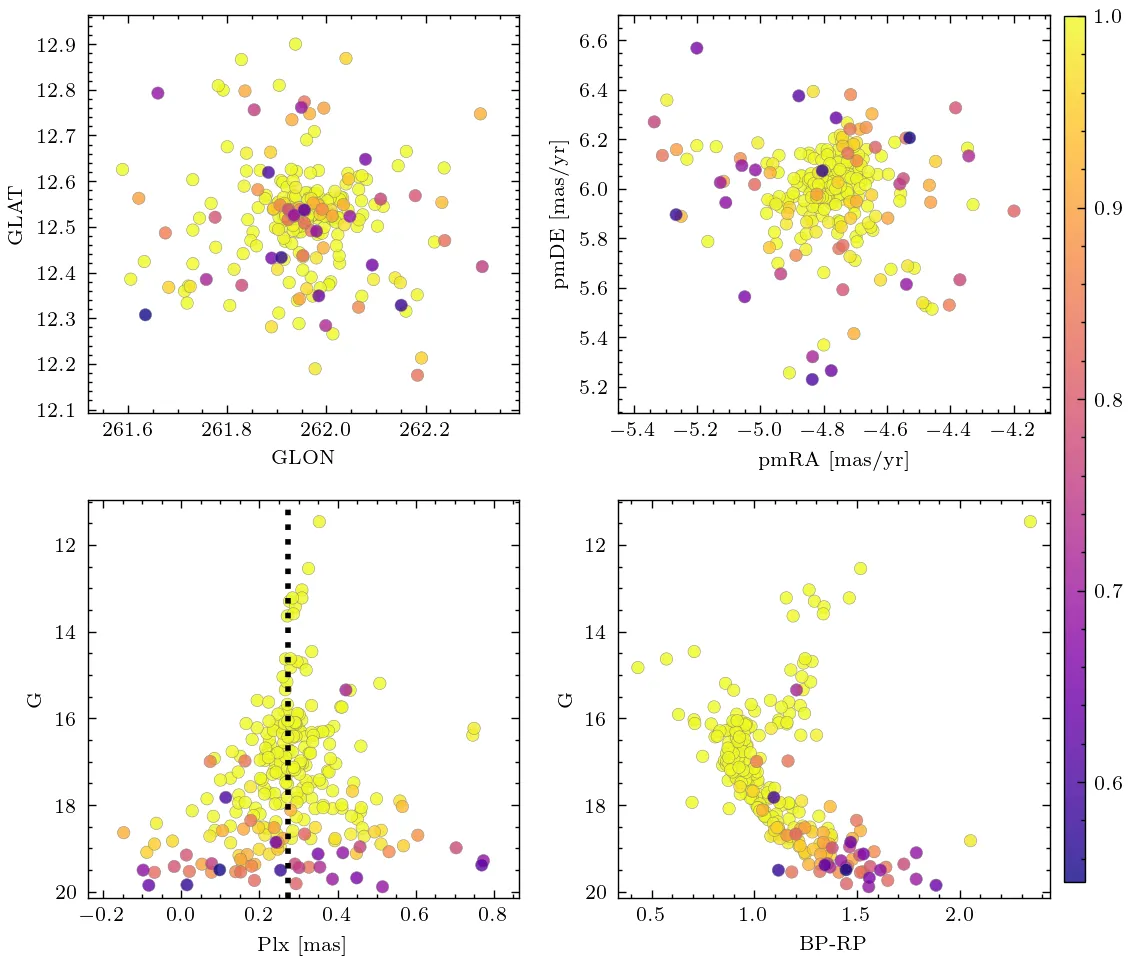 12.9
12.8
12.7
12.6
12.5
12.4
12.3
12.2
12.1
GLAT
261.6 261.8 262.0 262.2
GLON
6.6
6.4
6.2
6.0
5.8
5.6
5.4
5.2
pmDE [mas/yr]
−5.4 −5.2 −5.0 −4.8 −4.6 −4.4 −4.2
pmRA [mas/yr]
1.0
0.9
0.8
0.7
0.6
12
14
16
18
20
G
−0.2 0.0 0.2 0.4 0.6 0.8
Plx [mas]
12
14
16
18
20
G
0.5 1.0 1.5 2.0
BP-RP